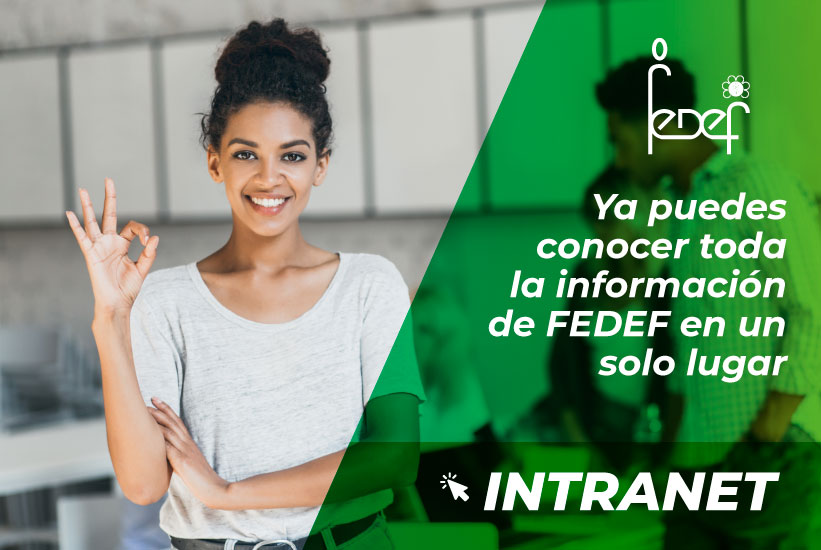 FEDEF
Ya puedes
conocer toda
la información
de FEDEF en un
solo lugar
INTRANET